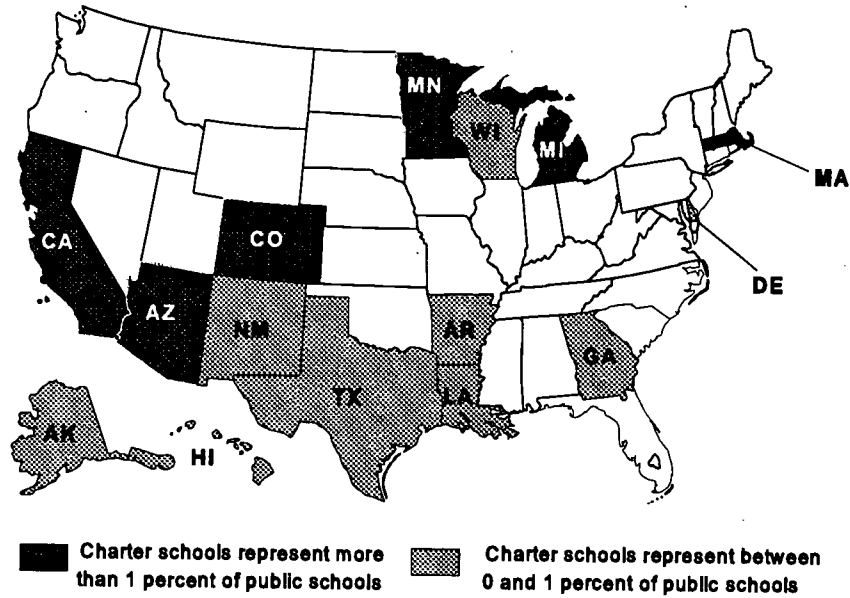 MN
WI
MI
MA
CA
CO
DE
AZ
NM
AR
GA
TX
LA
AK
HI
Charter schools represent more
than 1 percent of public schools
Charter schools represent between
0 and 1 percent of public schools